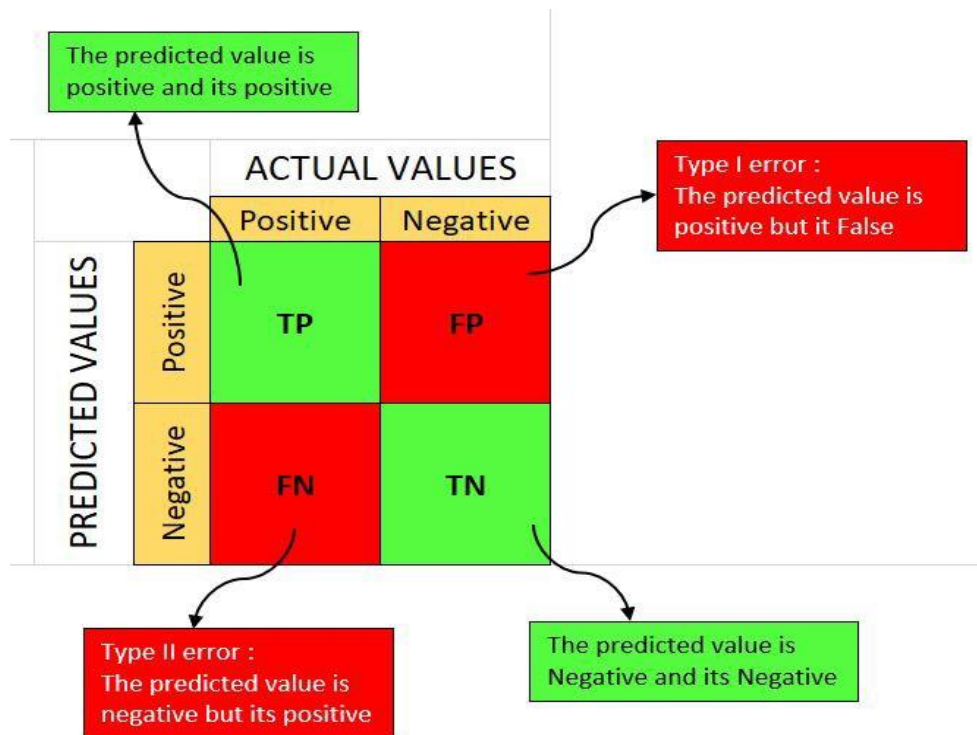 The predicted value is
positive and its positive
ACTUAL VALUES
Type I error :
The predicted value is
positive but it False
Positive Negative
PREDICTED VALUES
Positive
TP FP
Negative
FN TN
Type II error :
The predicted value is
negative but its positive
The predicted value is
Negative and its Negative